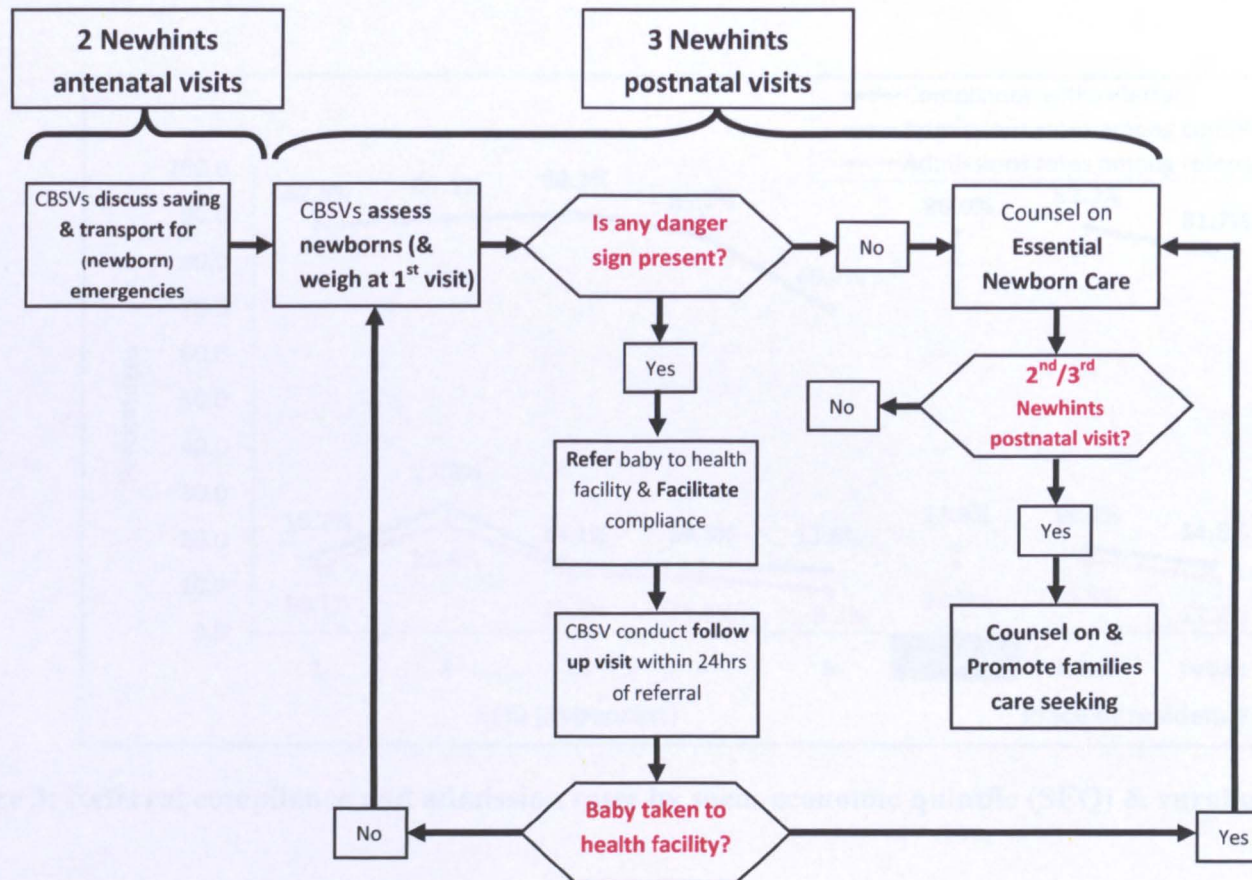 2 Newhints
antenatal visits
3 Newhints
postnatal visits
CBSVs discuss saving
& transport for
(newborn)
emergencies
CBSVs assess
newborns (&
weigh at 1st visit)
Is any danger
sign present?
No
Counsel on
Essential
Newborn Care
Yes
2nd/3rd
Newhints
postnatal visit?
No
Refer baby to health
facility & Facilitate
compliance
Yes
CBSV conduct follow
up visit within 24hrs
of referral
Counsel on &
Promote families
care seeking
Baby taken to
health facility?
No
Yes